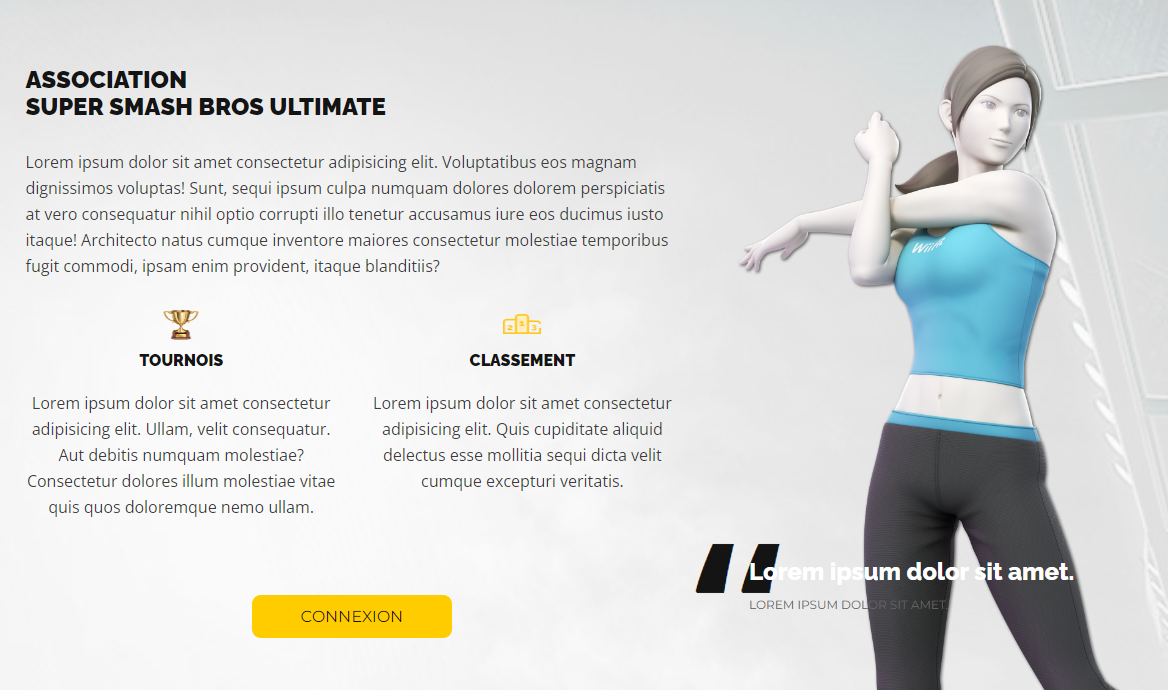 ASSOCIATION
SUPER SMASH BROS ULTIMATE
Lorem ipsum dolor sit amet consectetur adipisicing elit. Voluptatibus eos magnam
dignissimos voluptas! Sunt, sequi ipsum culpa numquam dolores dolorem perspiciatis
at vero consequatur nihil optio corrupti illo tenetur accusamus iure eos ducimus iusto
itaque! Architecto natus cumque inventore maiores consectetur molestiae temporibus
fugit commodi, ipsam enim provident, itaque blanditiis?
TOURNOIS
Lorem ipsum dolor sit amet consectetur
adipisicing elit. Ullam, velit consequatur.
Aut debitis numquam molestiae?
Consectetur dolores illum molestiae vitae
quis quos doloremque nemo ullam.
2 1 3
CLASSEMENT
Lorem ipsum dolor sit amet consectetur
adipisicing elit. Quis cupiditate aliquid
delectus esse mollitia sequi dicta velit
cumque excepturi veritatis.
CONNEXION
Wii Fit
Lorem ipsum dolor sit amet.
LOREM IPSUM DOLOR SIT AMET.